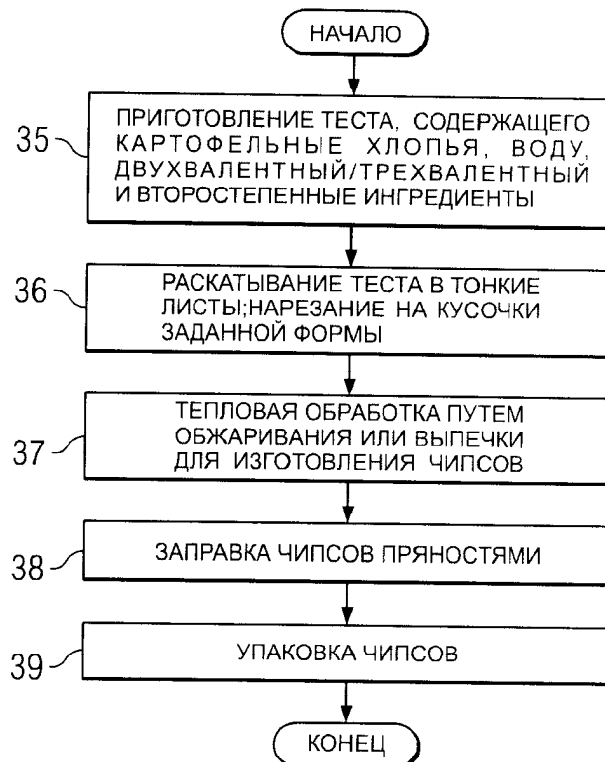 НАЧАЛО
35
ПРИГОТОВЛЕНИЕ ТЕСТА, СОДЕРЖАЩЕГО
КАРТОФЕЛЬНЫЕ ХЛОПЬЯ, ВОДУ,
ДВУХВАЛЕНТНЫЙ/ТРЕХВАЛЕНТНЫЙ
И ВТОРОСТЕПЕННЫЕ ИНГРЕДИЕНТЫ
36
РАСКАТЫВАНИЕ ТЕСТА В ТОНКИЕ
ЛИСТЫ;НАРЕЗАНИЕ НА КУСОЧКИ
ЗАДАННОЙ ФОРМЫ
37
ТЕПЛОВАЯ ОБРАБОТКА ПУТЕМ
ОБЖАРИВАНИЯ ИЛИ ВЫПЕЧКИ
ДЛЯ ИЗГОТОВЛЕНИЯ ЧИПСОВ
38
ЗАПРАВКА ЧИПСОВ ПРЯНОСТЯМИ
39
УПАКОВКА ЧИПСОВ
КОНЕЦ